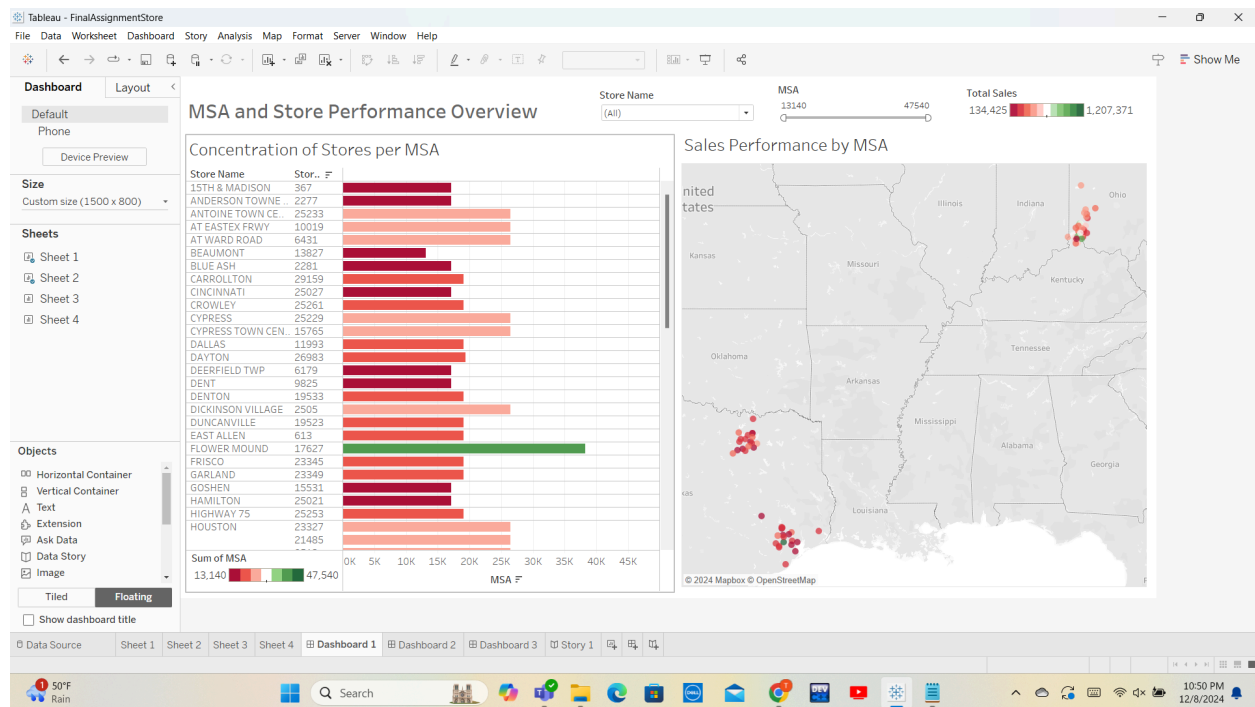 Tableau - FinalAssignmentStore
File Data Worksheet Dashboard Story Analysis Map Format Server Window Help
Show Me
Dashboard Layout
Default
Phone
Device Preview
Size
Custom size (1500 x 800)
Sheets
Sheet 1
Sheet 2
Sheet 3
Sheet 4
Objects
Horizontal Container
Vertical Container
Text
Extension
Ask Data
Data Story
Image
Tiled Floating
Show dashboard title
MSA and Store Performance Overview
Store Name
(All)
MSA
13140 47540
Total Sales
134,425 1,207,371
Concentration of Stores per MSA
Store Name Stor..
15TH & MADISON 367
ANDERSON TOWNE .. 2277
ANTOINE TOWN CE.. 25233
AT EASTEX FRWY 10019
AT WARD ROAD 6431
BEAUMONT 13827
BLUE ASH 2281
CARROLLTON 29159
CINCINNATI 25027
CROWLEY 25261
CYPRESS 25229
CYPRESS TOWN CEN.. 15765
DALLAS 11993
DAYTON 26983
DEERFIELD TWP 6179
DENT 9825
DENTON 19533
DICKINSON VILLAGE 2505
DUNCANVILLE 19523
EAST ALLEN 613
FLOWER MOUND 17627
FRISCO 23345
GARLAND 23349
GOSHEN 15531
HAMILTON 25021
HIGHWAY 75 25253
HOUSTON 23327
21485
Sum of MSA
13,140 47,540
0K 5K 10K 15K 20K 25K 30K 35K 40K 45K
MSA
Sales Performance by MSA
nited
tates
Illinois
Indiana
Ohio
Kansas
Missouri
Kentucky
Oklahoma
Tennessee
Arkansas
Mississippi
Alabama
Georgia
as
Louisiana
© 2024 Mapbox © OpenStreetMap
Data Source Sheet 1 Sheet 2 Sheet 3 Sheet 4 Dashboard 1 Dashboard 2 Dashboard 3 Story 1
1
50°F
Rain
Search
DELL
DEV
10:50 PM
12/8/2024